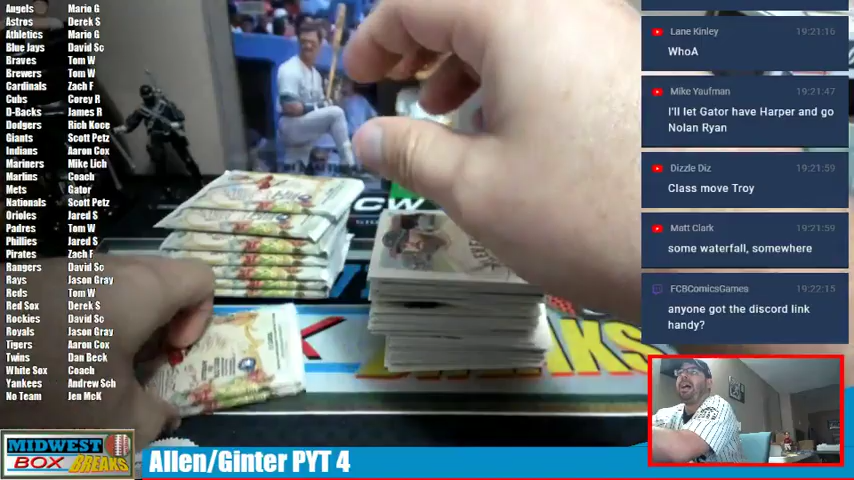 Angels Mario G
Astros Derek S
Athletics Mario G
Blue Jays David Sc
Braves Tom W
Brewers Tom W
Cardinals Zach F
Cubs Corey R
D-Backs James R
Dodgers Rich Koce
Giants Scott Petz
Indians Aaron Cox
Mariners Mike Lich
Marlins Coach
Mets Gator
Nationals Scott Petz
Orioles Jared S
Padres Tom W
Phillies Jared S
Pirates Zach F
Rangers David Sc
Rays Jason Gray
Reds Tom W
Red Sox Derek S
Rockies David Sc
Royals Jason Gray
Tigers Aaron Cox
Twins Dan Beck
White Sox Coach
Yankees Andrew Sch
No Team Jen McK
Lane Kinley 19:21:16
WhoA
Mike Yaufman 19:21:47
I'll let Gator have Harper and go
Nolan Ryan
Dizzle Diz 19:21:59
Class move Troy
Matt Clark 19:21:59
some waterfall, somewhere
FCBComicsGames 19:22:15
anyone got the discord link
handy?
CW
K BREAKS
MIDWEST
BOX BREAKS
Allen/Ginter PYT 4